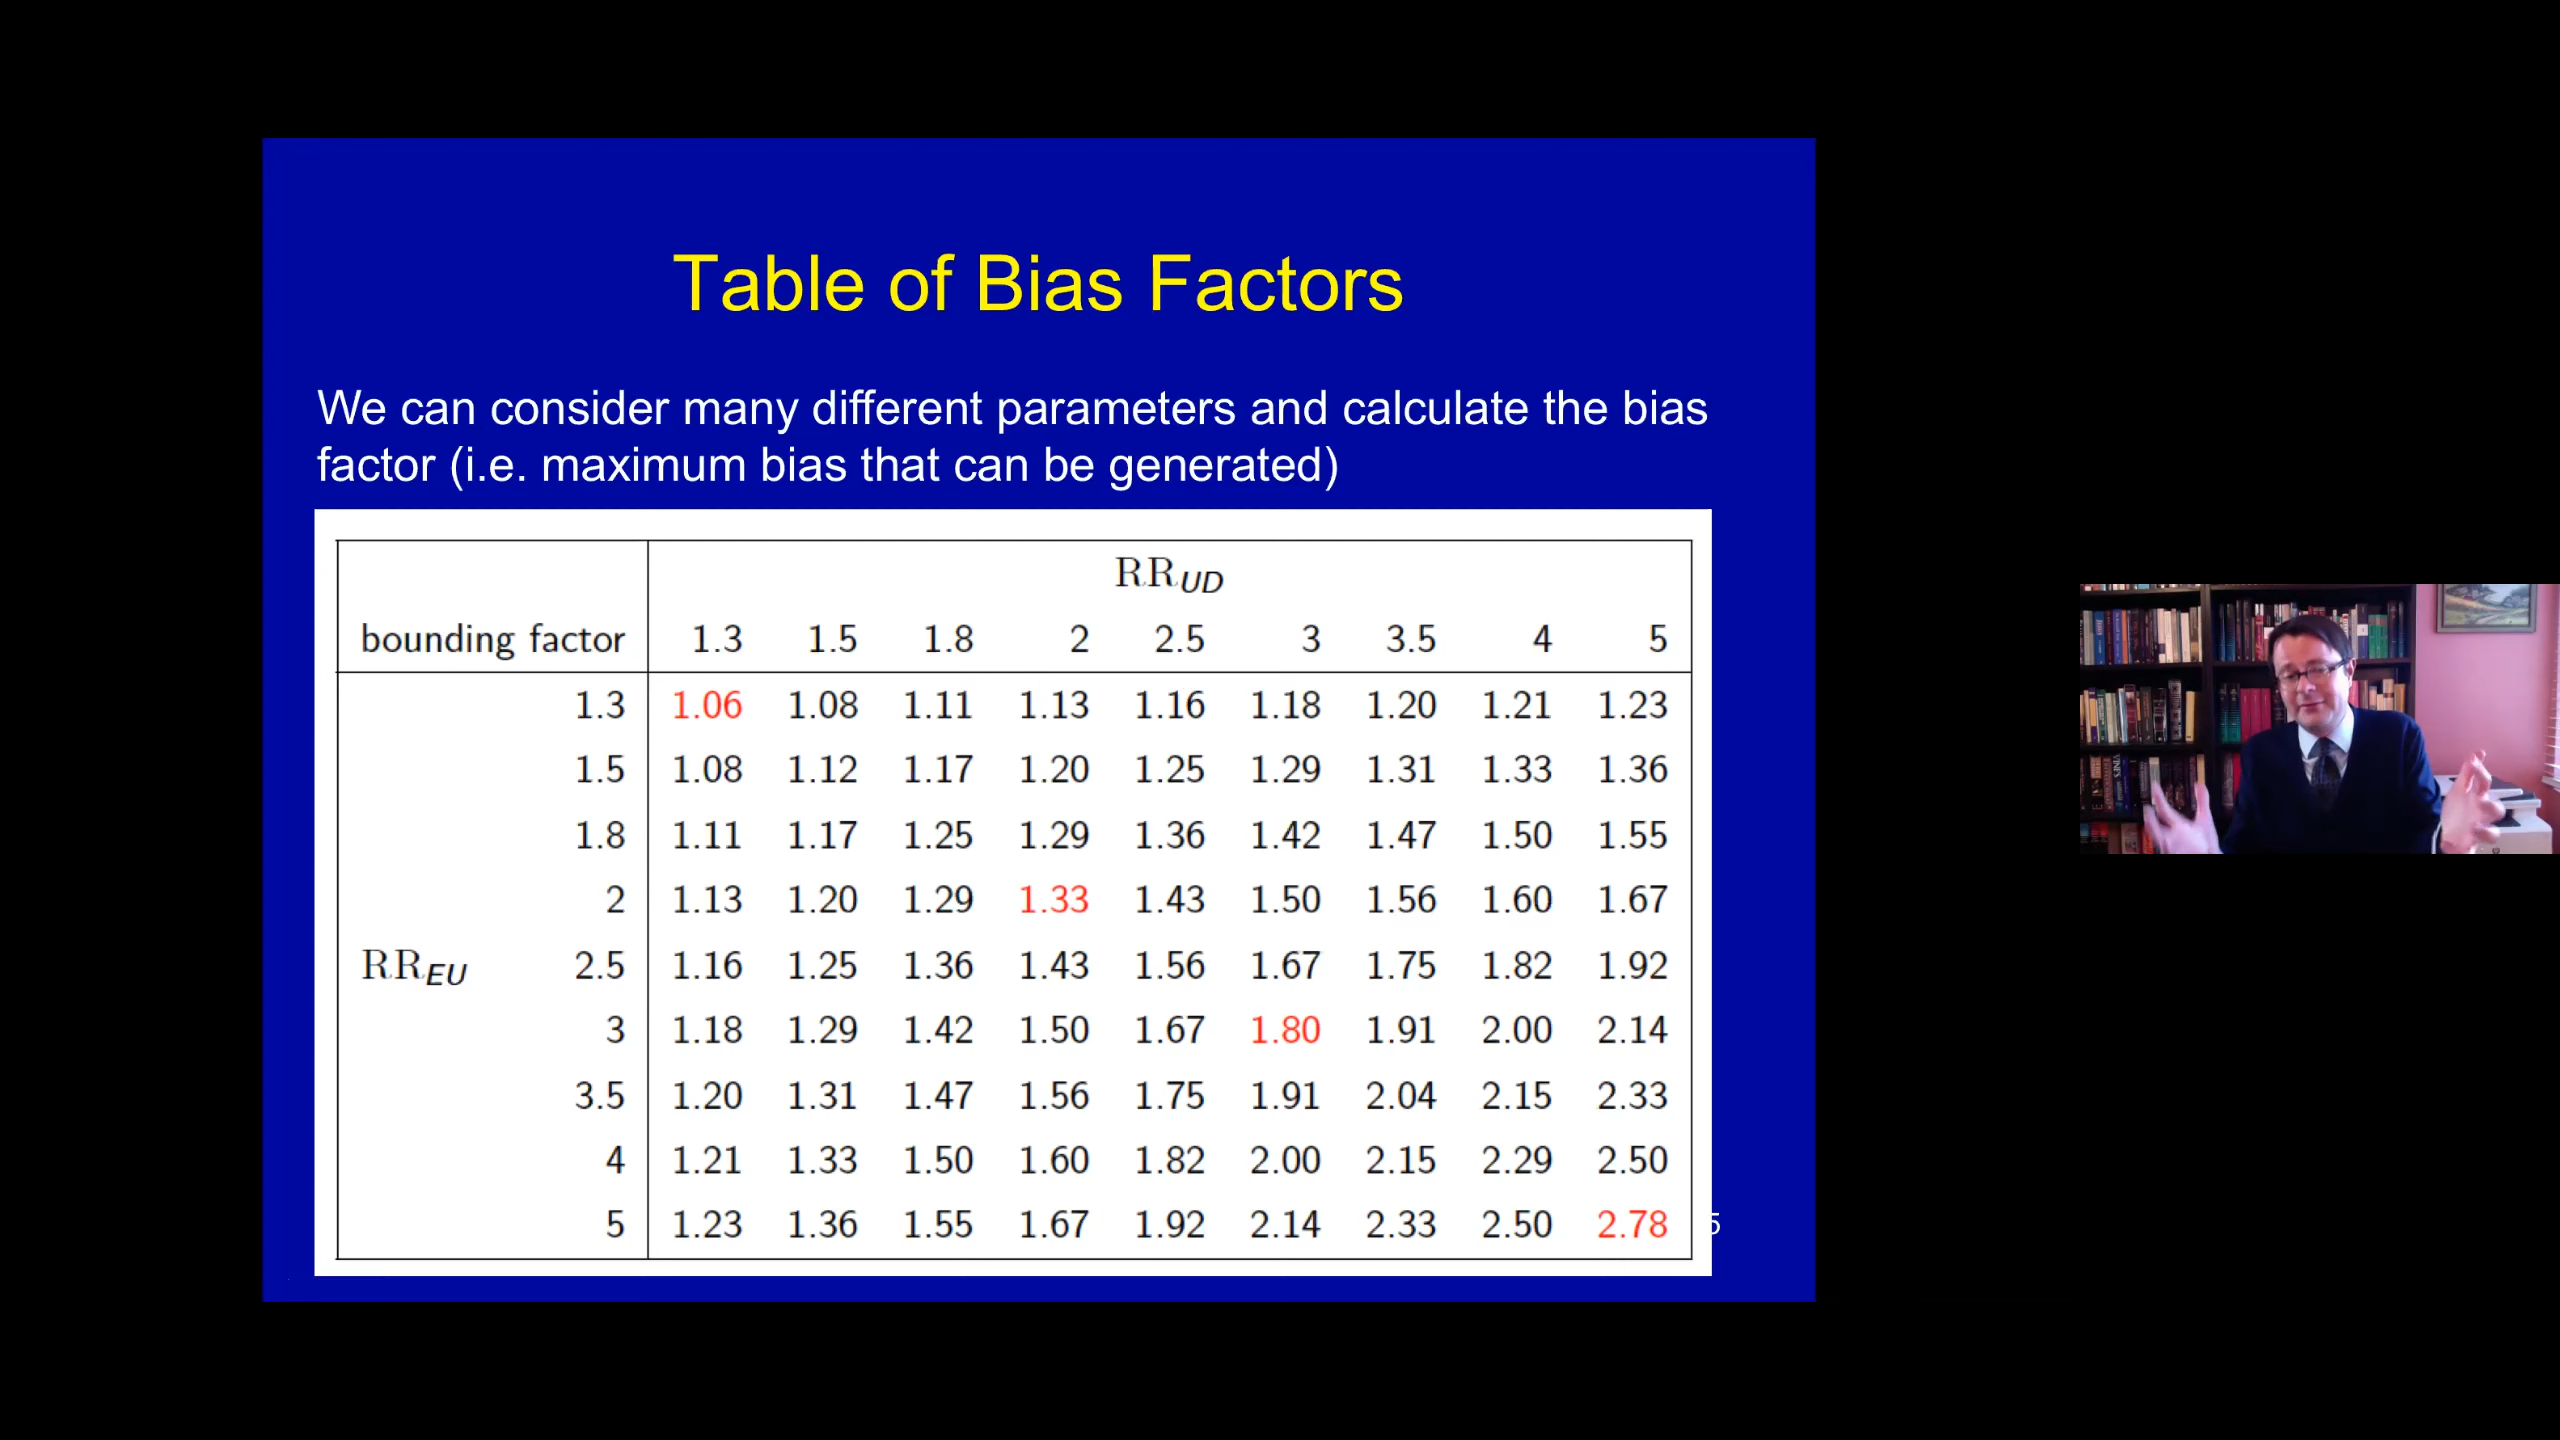 Table of Bias Factors
We can consider many different parameters and calculate the bias
factor (i.e. maximum bias that can be generated)
RR_UD
bounding factor 1.3 1.5 1.8 2 2.5 3 3.5 4 5
1.3 1.06 1.08 1.11 1.13 1.16 1.18 1.20 1.21 1.23
1.5 1.08 1.12 1.17 1.20 1.25 1.29 1.31 1.33 1.36
1.8 1.11 1.17 1.25 1.29 1.36 1.42 1.47 1.50 1.55
2 1.13 1.20 1.29 1.33 1.43 1.50 1.56 1.60 1.67
RR_EU 2.5 1.16 1.25 1.36 1.43 1.56 1.67 1.75 1.82 1.92
3 1.18 1.29 1.42 1.50 1.67 1.80 1.91 2.00 2.14
3.5 1.20 1.31 1.47 1.56 1.75 1.91 2.04 2.15 2.33
4 1.21 1.33 1.50 1.60 1.82 2.00 2.15 2.29 2.50
5 1.23 1.36 1.55 1.67 1.92 2.14 2.33 2.50 2.78